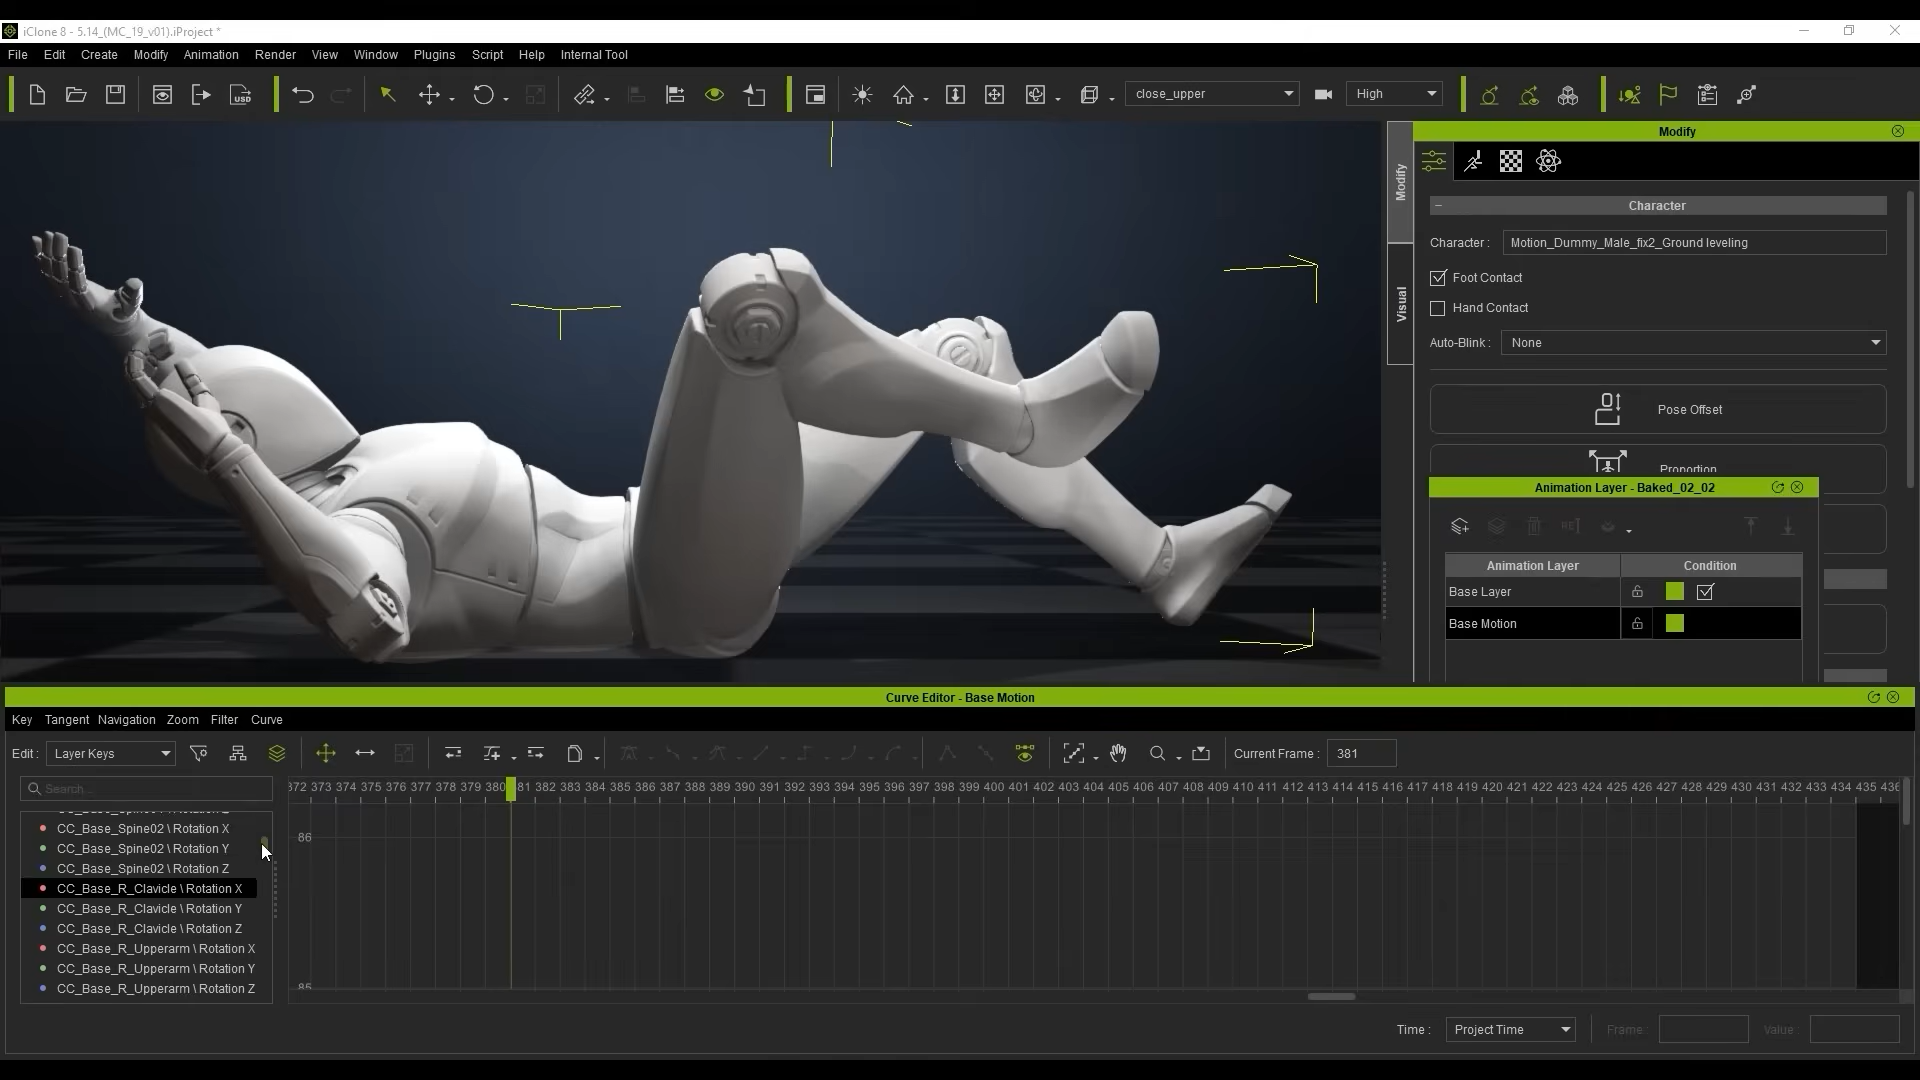 iClone 8 - 5.14_(MC_19_v01).iProject *
File Edit Create Modify Animation Render View Window Plugins Script Help Internal Tool
USD close_upper High
Modify
Modify
Visual
Character
Character : Motion_Dummy_Male_fix2_Ground leveling
Foot Contact
Hand Contact
Auto-Blink : None
Pose Offset
Proportion
Animation Layer - Baked_02_02
Animation Layer Condition
Base Layer
Base Motion
Curve Editor - Base Motion
Key Tangent Navigation Zoom Filter Curve
Edit : Layer Keys Current Frame : 381
Search...
372 373 374 375 376 377 378 379 380 381 382 383 384 385 386 387 388 389 390 391 392 393 394 395 396 397 398 399 400 401 402 403 404 405 406 407 408 409 410 411 412 413 414 415 416 417 418 419 420 421 422 423 424 425 426 427 428 429 430 431 432 433 434 435 436
86
85
CC_Base_Spine02 \ Rotation X
CC_Base_Spine02 \ Rotation Y
CC_Base_Spine02 \ Rotation Z
CC_Base_R_Clavicle \ Rotation X
CC_Base_R_Clavicle \ Rotation Y
CC_Base_R_Clavicle \ Rotation Z
CC_Base_R_Upperarm \ Rotation X
CC_Base_R_Upperarm \ Rotation Y
CC_Base_R_Upperarm \ Rotation Z
Time : Project Time Frame : Value :